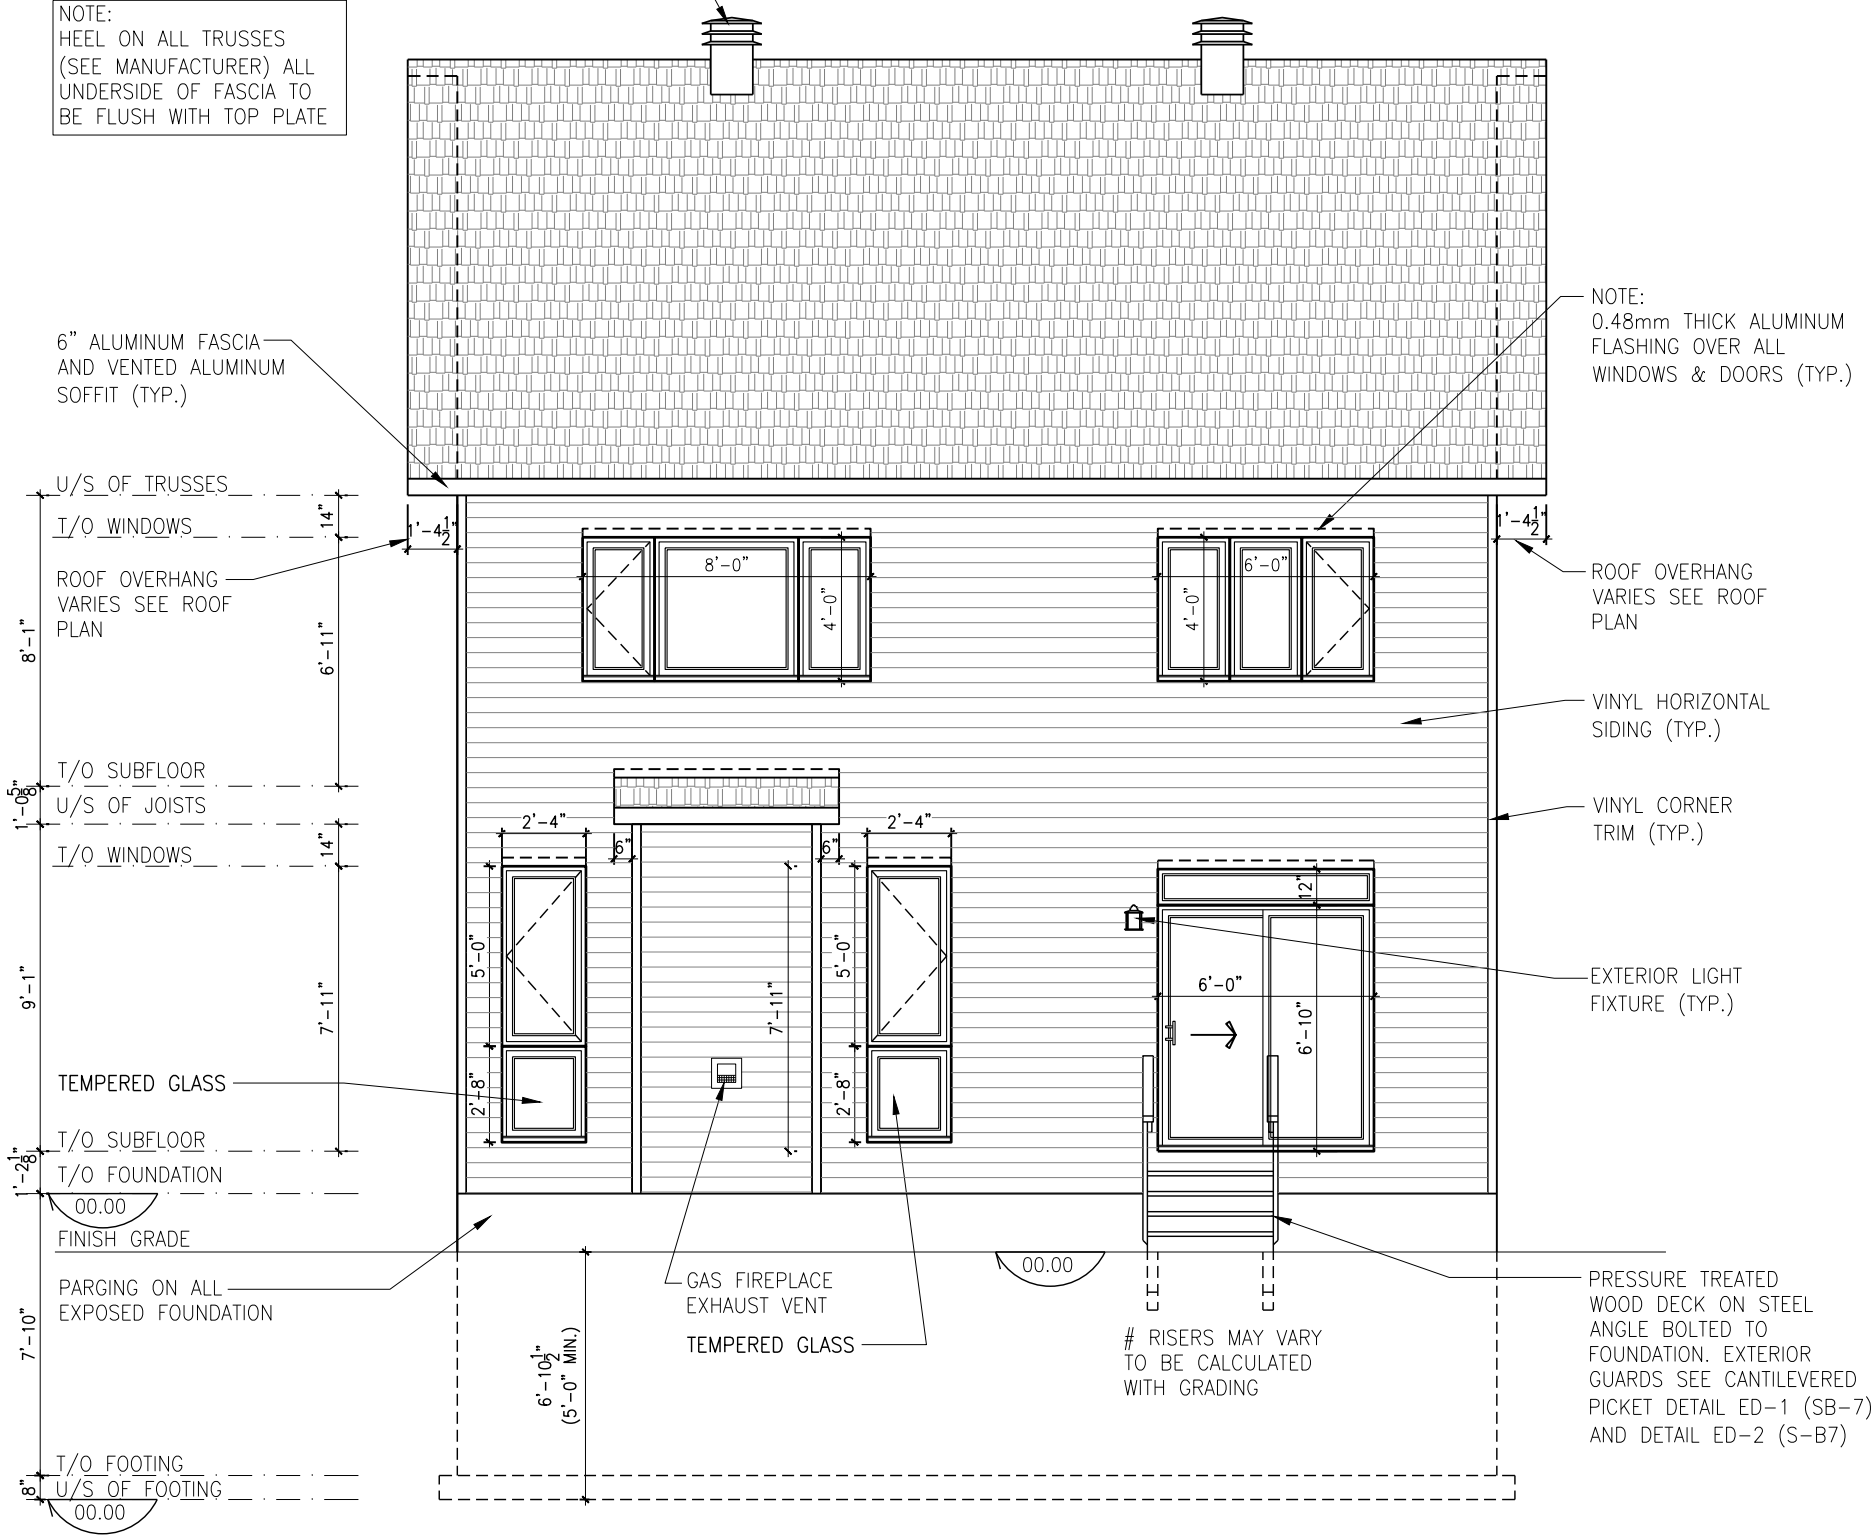 NOTE:
HEEL ON ALL TRUSSES
(SEE MANUFACTURER) ALL
UNDERSIDE OF FASCIA TO
BE FLUSH WITH TOP PLATE
6" ALUMINUM FASCIA
AND VENTED ALUMINUM
SOFFIT (TYP.)
NOTE:
0.48mm THICK ALUMINUM
FLASHING OVER ALL
WINDOWS & DOORS (TYP.)
U/S OF TRUSSES
14"
T/O WINDOWS
1'-4½"
1'-4½"
ROOF OVERHANG
VARIES SEE ROOF
PLAN
ROOF OVERHANG
VARIES SEE ROOF
PLAN
8'-0"
4'-0"
6'-0"
4'-0"
8'-1"
6'-11"
VINYL HORIZONTAL
SIDING (TYP.)
T/O SUBFLOOR
1'-0⅝"
U/S OF JOISTS
VINYL CORNER
TRIM (TYP.)
14"
T/O WINDOWS
2'-4"
6"
6"
2'-4"
12"
5'-0"
5'-0"
7'-11"
6'-0"
6'-10"
9'-1"
7'-11"
EXTERIOR LIGHT
FIXTURE (TYP.)
TEMPERED GLASS
2'-8"
2'-8"
T/O SUBFLOOR
1'-2⅛"
T/O FOUNDATION
00.00
FINISH GRADE
00.00
PARGING ON ALL
EXPOSED FOUNDATION
GAS FIREPLACE
EXHAUST VENT
TEMPERED GLASS
# RISERS MAY VARY
TO BE CALCULATED
WITH GRADING
PRESSURE TREATED
WOOD DECK ON STEEL
ANGLE BOLTED TO
FOUNDATION. EXTERIOR
GUARDS SEE CANTILEVERED
PICKET DETAIL ED-1 (SB-7)
AND DETAIL ED-2 (S-B7)
7'-10"
6'-10½"
(5'-0" MIN.)
T/O FOOTING
8"
U/S OF FOOTING
00.00